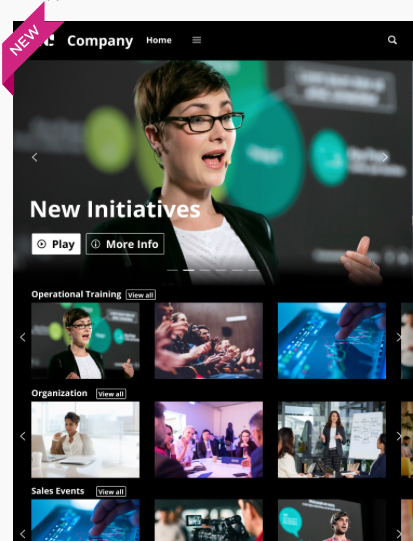 NEW
Company Home
New Initiatives
Play More Info
Operational Training View all
Organization View all
Sales Events View all